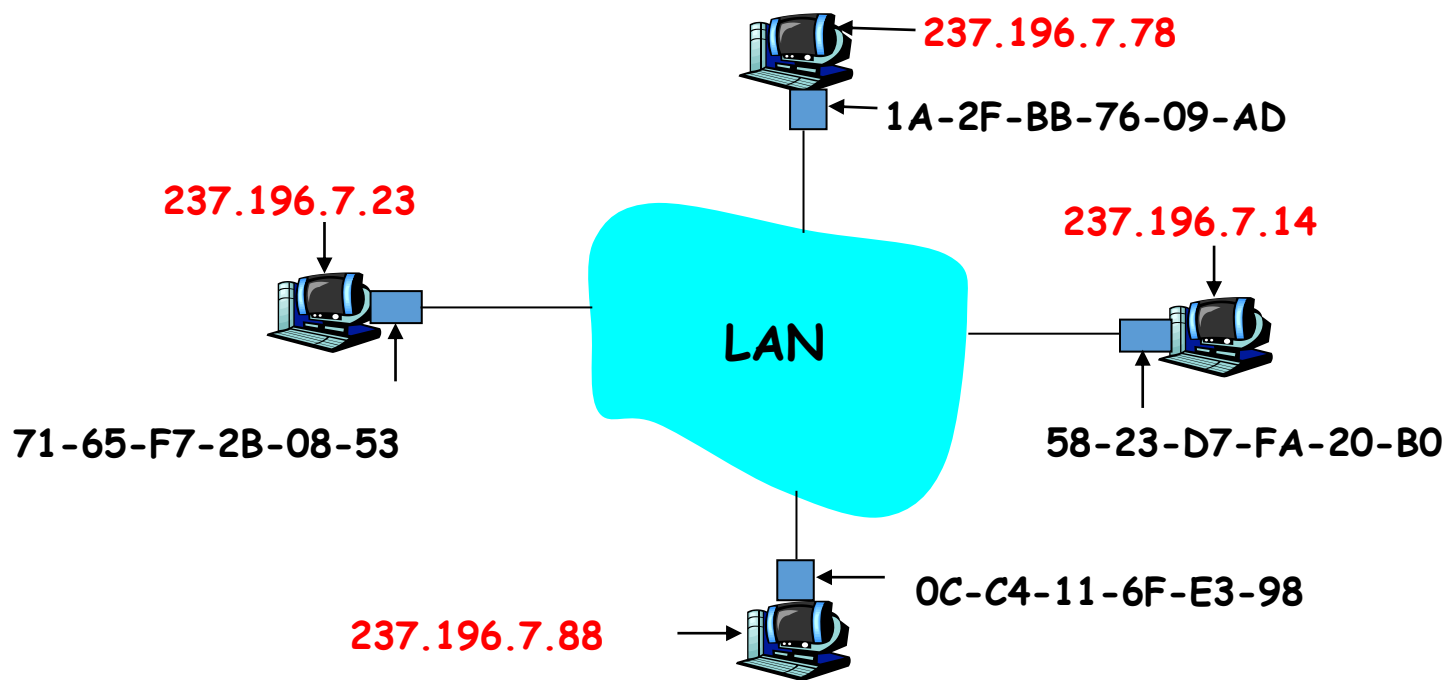 237.196.7.78
1A-2F-BB-76-09-AD
237.196.7.23
237.196.7.14
LAN
71-65-F7-2B-08-53
58-23-D7-FA-20-B0
0C-C4-11-6F-E3-98
237.196.7.88